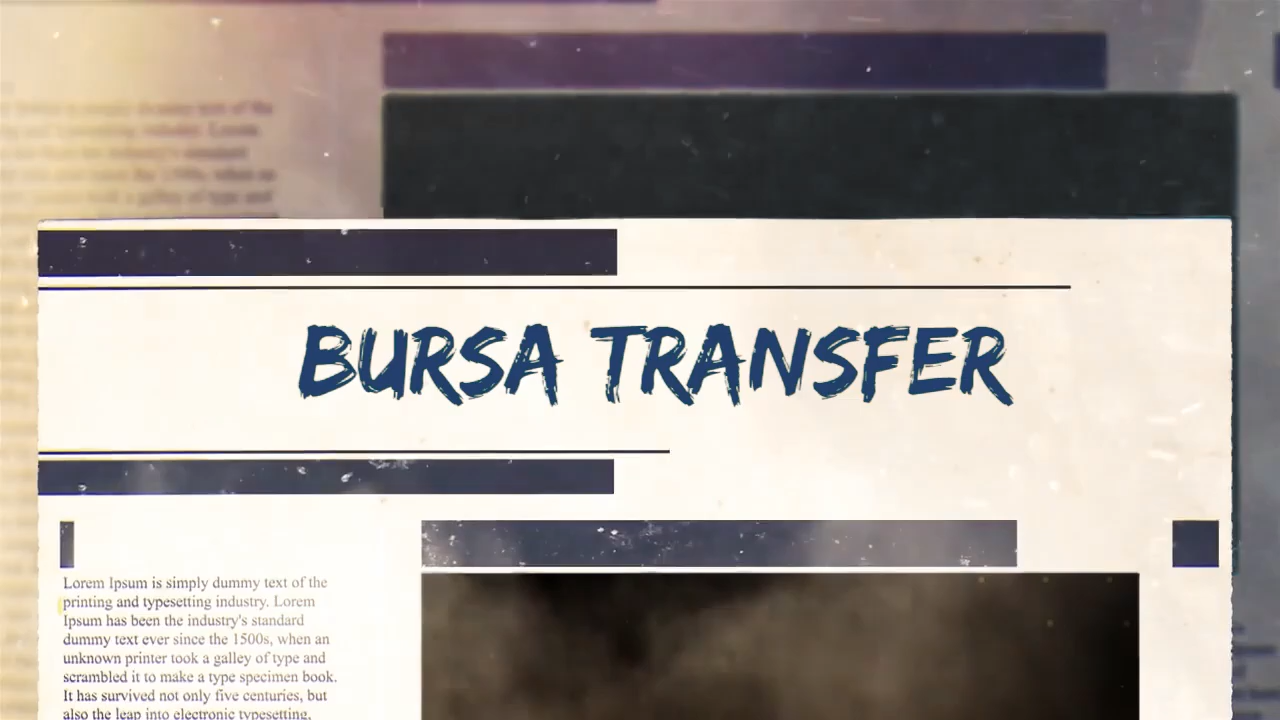 BURSA TRANSFER
Lorem Ipsum is simply dummy text of the
printing and typesetting industry. Lorem
Ipsum has been the industry's standard
dummy text ever since the 1500s, when an
unknown printer took a galley of type and
scrambled it to make a type specimen book.
It has survived not only five centuries, but
also the leap into electronic typesetting,